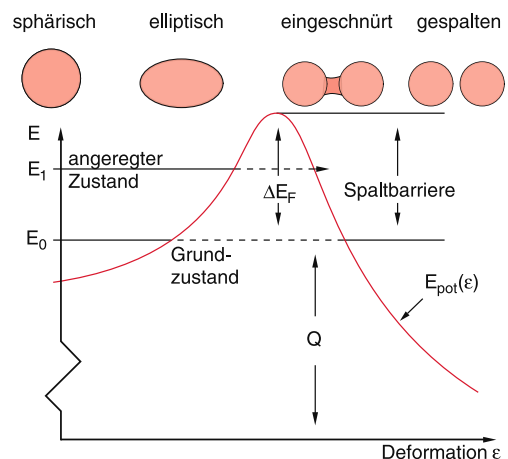 sphärisch elliptisch eingeschnürt gespalten
E
angeregter
E1
Zustand
ΔEF
Spaltbarriere
E0
Grund-
zustand
Epot(ε)
Q
Deformation ε